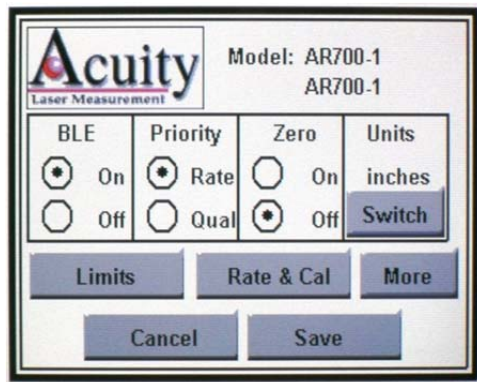 Acuity
Laser Measurement
Model: AR700-1
AR700-1
BLE Priority Zero Units
On Rate On inches
Off Qual Off Switch
Limits Rate & Cal More
Cancel Save